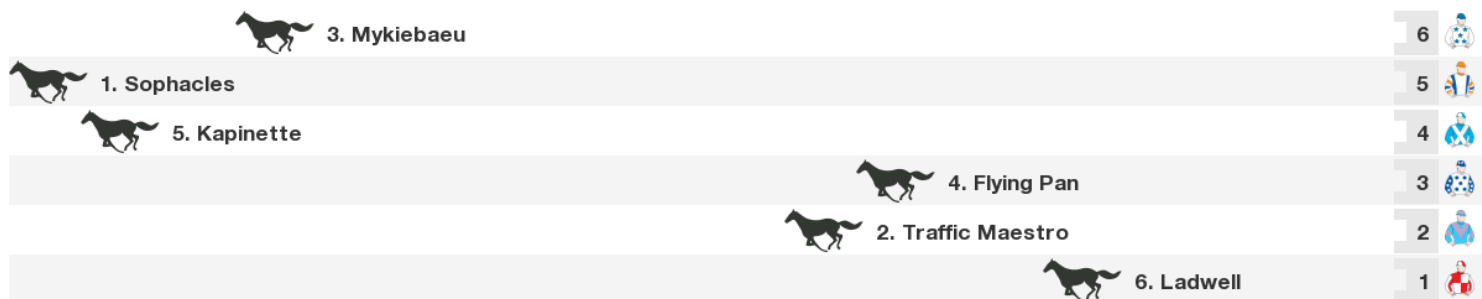 3. Mykiebaeu 6
1. Sophacles 5
5. Kapinette 4
4. Flying Pan 3
2. Traffic Maestro 2
6. Ladwell 1